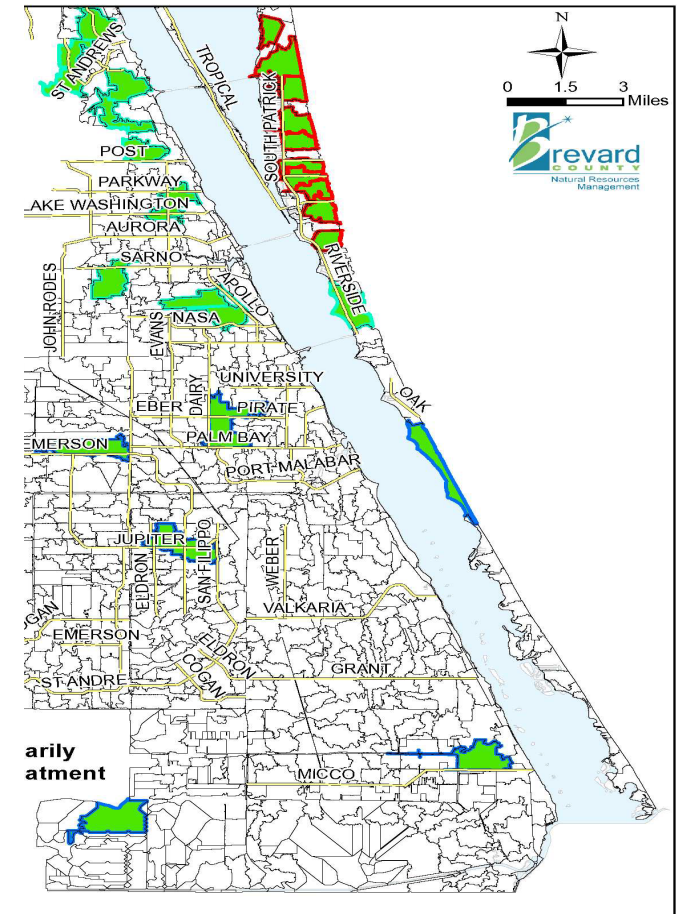 N
0 1.5 3
Miles
Brevard
COUNTY
Natural Resources
Management
ST ANDREWS
TROPICAL
SOUTH PATRICK
POST
PARKWAY
LAKE WASHINGTON
AURORA
SARNO
RIVERSIDE
JOHN RODES
APOLLO
EVANS
NASA
DAIRY
UNIVERSITY
OAK
EBER
PIRATE
EMERSON
PALM BAY
PORT MALABAR
JUPITER
SAN FILIPPO
WEBER
ELDRON
VALKARIA
OGAN
EMERSON
ELDRON
COGAN
GRANT
ST ANDRE
arily
atment
MICCO